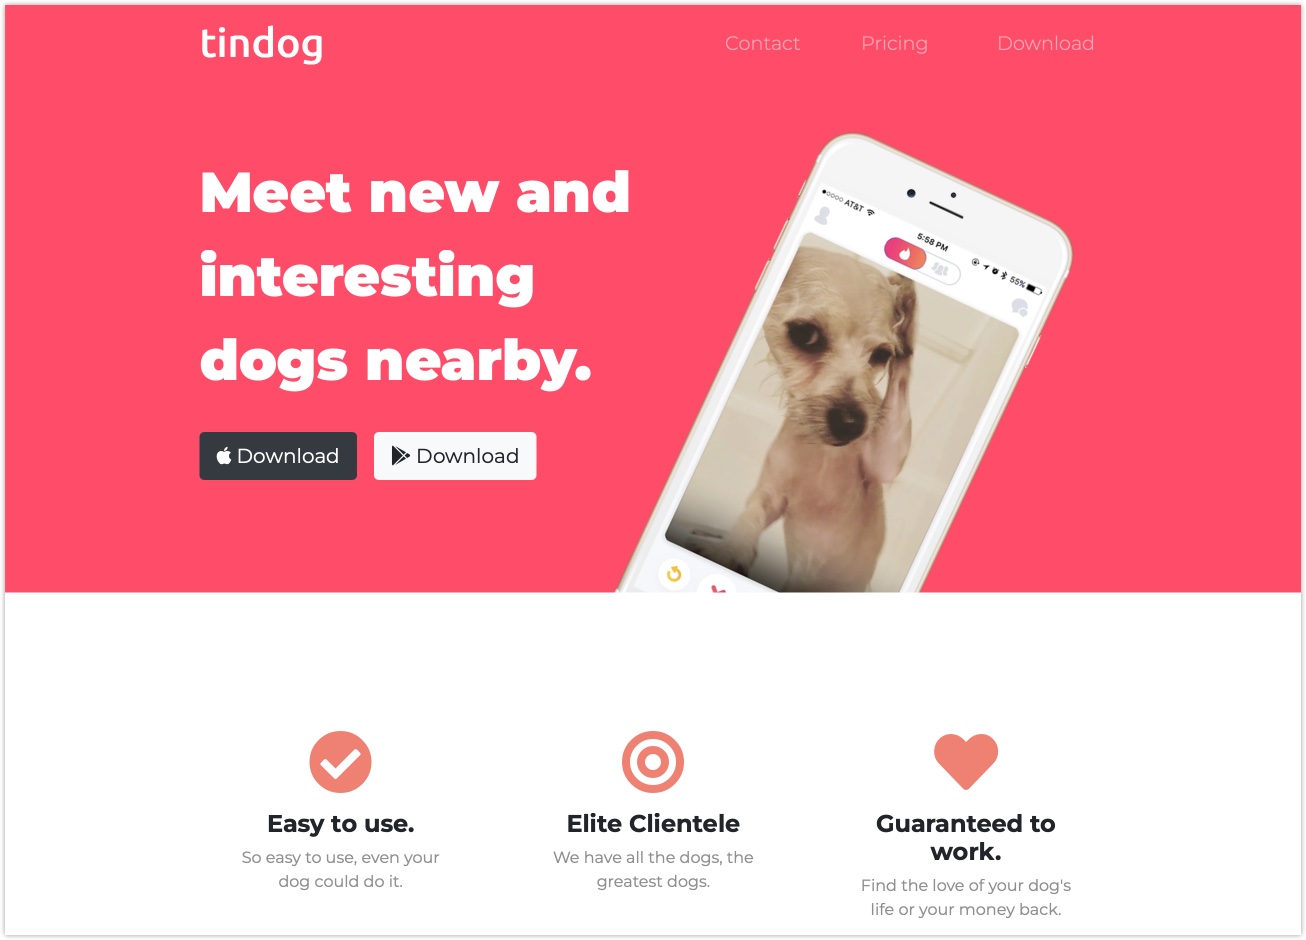 tindog
Contact Pricing Download
Meet new and
interesting
dogs nearby.
Download Download
AT&T
5:58 PM
55%
Easy to use.
So easy to use, even your
dog could do it.
Elite Clientele
We have all the dogs, the
greatest dogs.
Guaranteed to
work.
Find the love of your dog's
life or your money back.